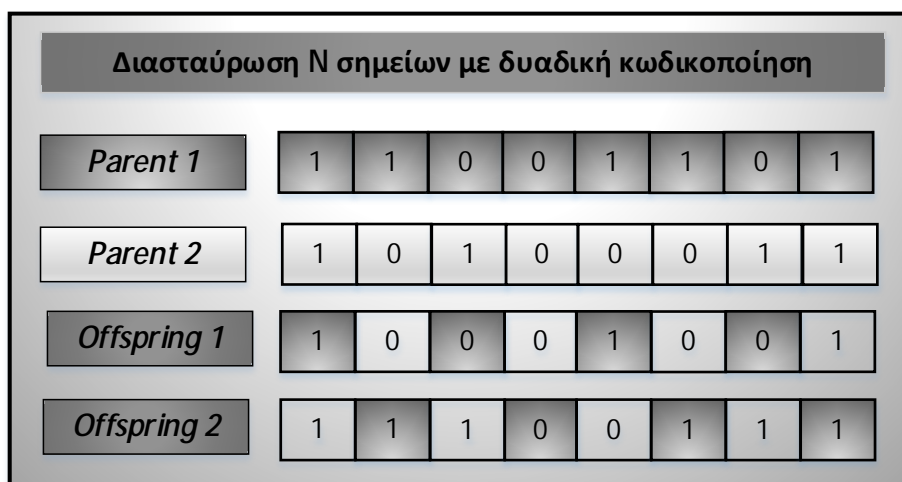 Διασταύρωση N σημείων με δυαδική κωδικοποίηση
Parent 1 1 1 0 0 1 1 0 1
Parent 2 1 0 1 0 0 0 1 1
Offspring 1 1 0 0 0 1 0 0 1
Offspring 2 1 1 1 0 0 1 1 1